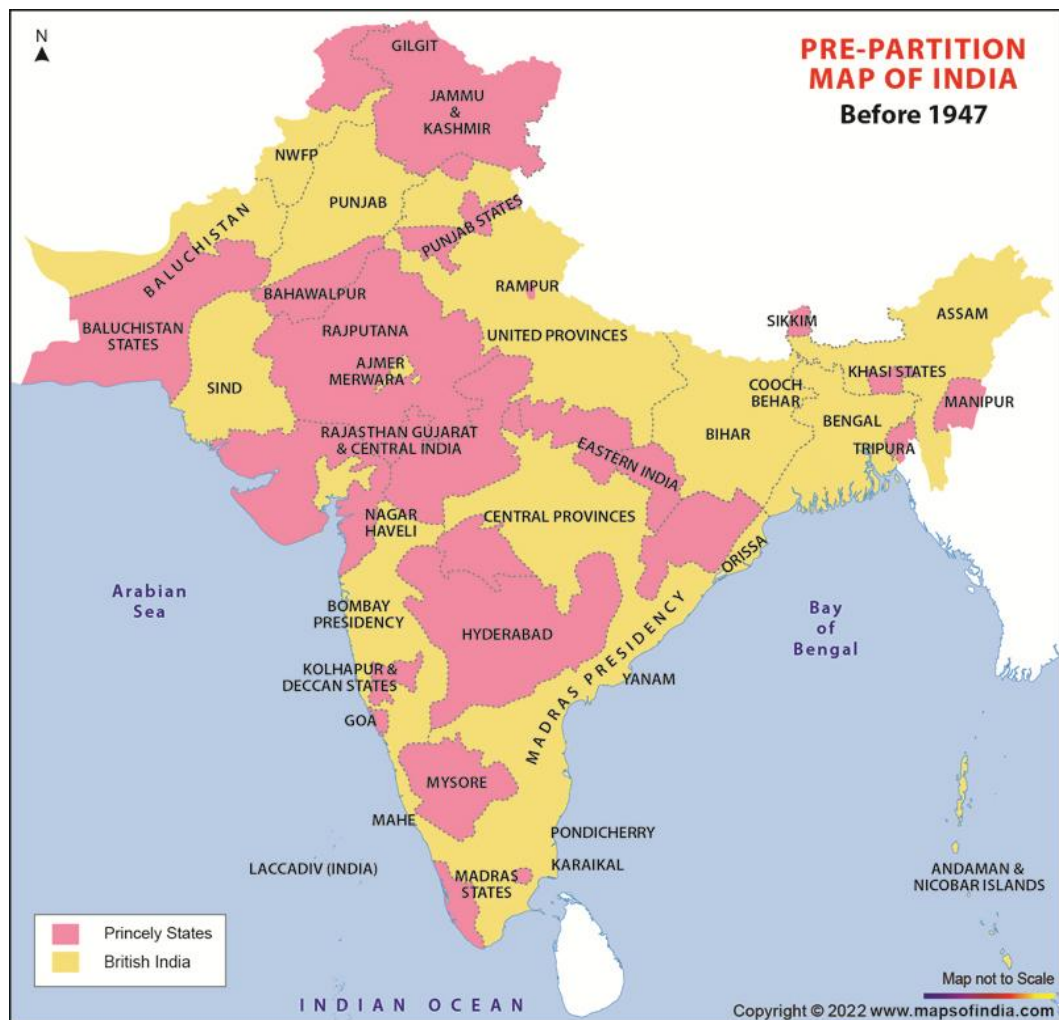 N
PRE-PARTITION
MAP OF INDIA
Before 1947
GILGIT
JAMMU
&
KASHMIR
NWFP
PUNJAB
PUNJAB STATES
BALUCHISTAN
BAHAWALPUR
RAMPUR
BALUCHISTAN
STATES
RAJPUTANA
UNITED PROVINCES
SIKKIM
ASSAM
AJMER
MERWARA
SIND
KHASI STATES
COOCH
BEHAR
MANIPUR
RAJASTHAN GUJARAT
& CENTRAL INDIA
BIHAR
BENGAL
TRIPURA
EASTERN INDIA
NAGAR
HAVELI
CENTRAL PROVINCES
ORISSA
Arabian
Sea
BOMBAY
PRESIDENCY
HYDERABAD
MADRAS PRESIDENCY
Bay
of
Bengal
KOLHAPUR &
DECCAN STATES
YANAM
GOA
MYSORE
MAHE
PONDICHERRY
LACCADIV (INDIA)
MADRAS
STATES
KARAIKAL
ANDAMAN &
NICOBAR ISLANDS
Princely States
British India
INDIAN OCEAN
Map not to Scale
Copyright © 2022 www.mapsofindia.com